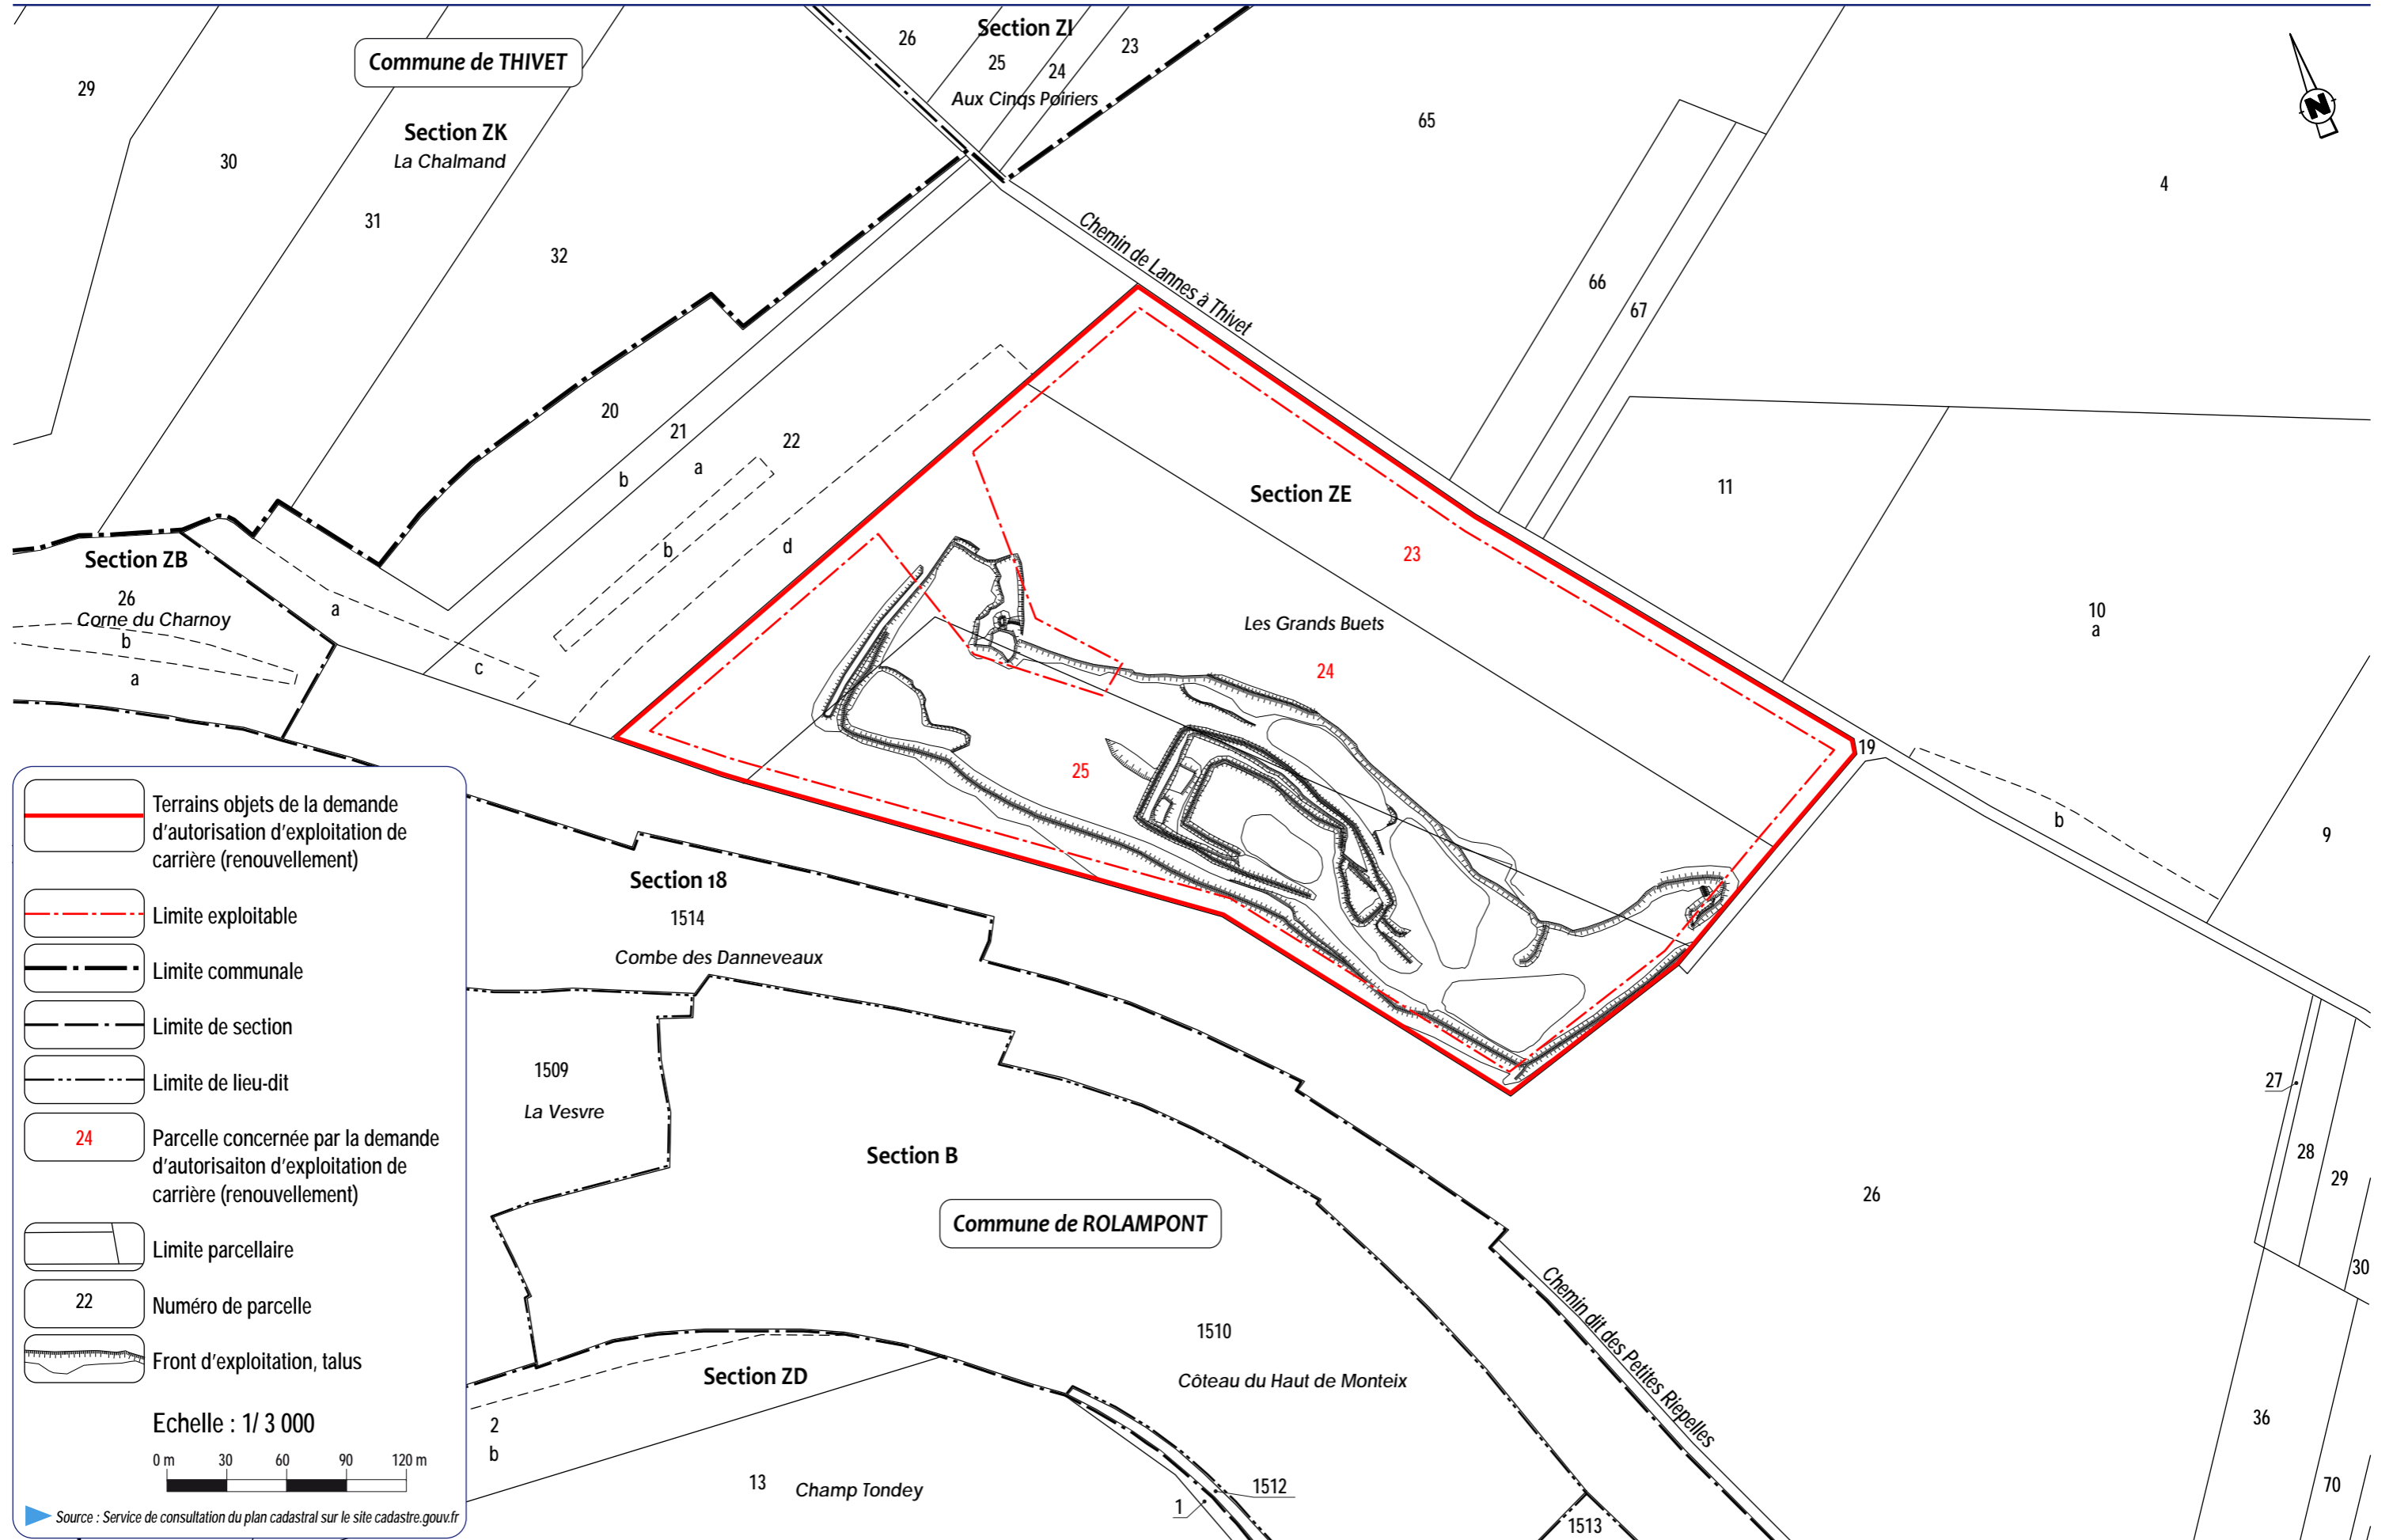 Commune de THIVET
Section ZI
26
25
24
23
Aux Cinqs Poiriers
29
30
Section ZK
La Chalmand
31
32
65
66
67
4
N
Chemin de Lannes à Thivet
20
21
22
b
a
b
d
Section ZE
23
11
Section ZB
26
Corne du Charnoy
b
a
a
c
Les Grands Buets
24
25
10
a
19
b
9
Section 18
1514
Combe des Danneveaux
1509
La Vesvre
Section B
Commune de ROLAMPONT
26
27
28
29
30
1510
Côteau du Haut de Monteix
Chemin dit des Petites Riepelles
Section ZD
2
b
13
Champ Tondey
1
1512
1513
36
70
Terrains objets de la demande
d'autorisation d'exploitation de
carrière (renouvellement)
Limite exploitable
Limite communale
Limite de section
Limite de lieu-dit
24
Parcelle concernée par la demande
d'autorisaiton d'exploitation de
carrière (renouvellement)
Limite parcellaire
22
Numéro de parcelle
Front d'exploitation, talus
Echelle : 1/ 3 000
0 m 30 60 90 120 m
Source : Service de consultation du plan cadastral sur le site cadastre.gouv.fr